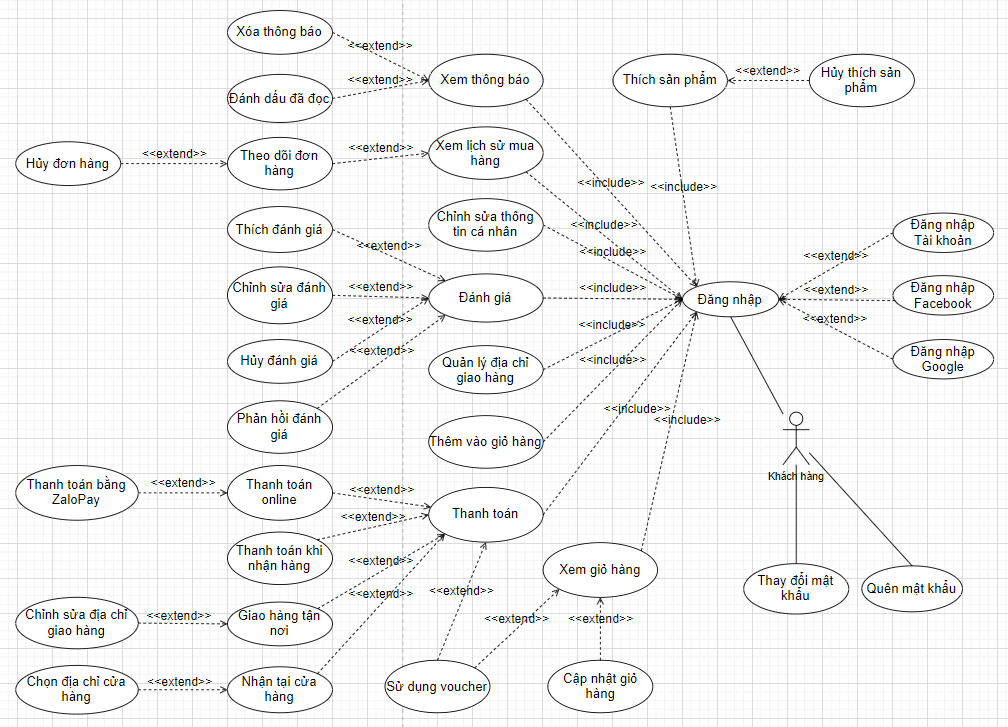 Xóa thông báo
<<extend>>
Đánh dấu đã đọc
<<extend>>
Xem thông báo
Thích sản phẩm
<<extend>>
Hủy thích sản
phẩm
Hủy đơn hàng
<<extend>>
Theo dõi đơn
hàng
<<extend>>
Xem lịch sử mua
hàng
<<include>>
<<include>>
Thích đánh giá
<<extend>>
Chỉnh sửa thông
tin cá nhân
<<include>>
<<include>>
Đăng nhập
Tài khoản
<<extend>>
Chỉnh sửa đánh
giá
<<extend>>
Đánh giá
<<include>>
Đăng nhập
<<extend>>
Đăng nhập
Facebook
<<extend>>
<<include>>
<<extend>>
Hủy đánh giá
<<extend>>
Quản lý địa chỉ
giao hàng
<<include>>
Đăng nhập
Google
Phản hồi đánh
giá
Thêm vào giỏ hàng
<<include>>
<<include>>
Khách hàng
Thanh toán bằng
ZaloPay
<<extend>>
Thanh toán
online
<<extend>>
<<extend>>
Thanh toán
Thanh toán khi
nhận hàng
<<extend>>
Xem giỏ hàng
Thay đổi mật
khẩu
Quên mật khẩu
<<extend>>
<<extend>>
Chỉnh sửa địa chỉ
giao hàng
<<extend>>
Giao hàng tận
nơi
<<extend>>
<<extend>>
Chọn địa chỉ cửa
hàng
<<extend>>
Nhận tại cửa
hàng
Sử dụng voucher
Cập nhật giỏ
hàng